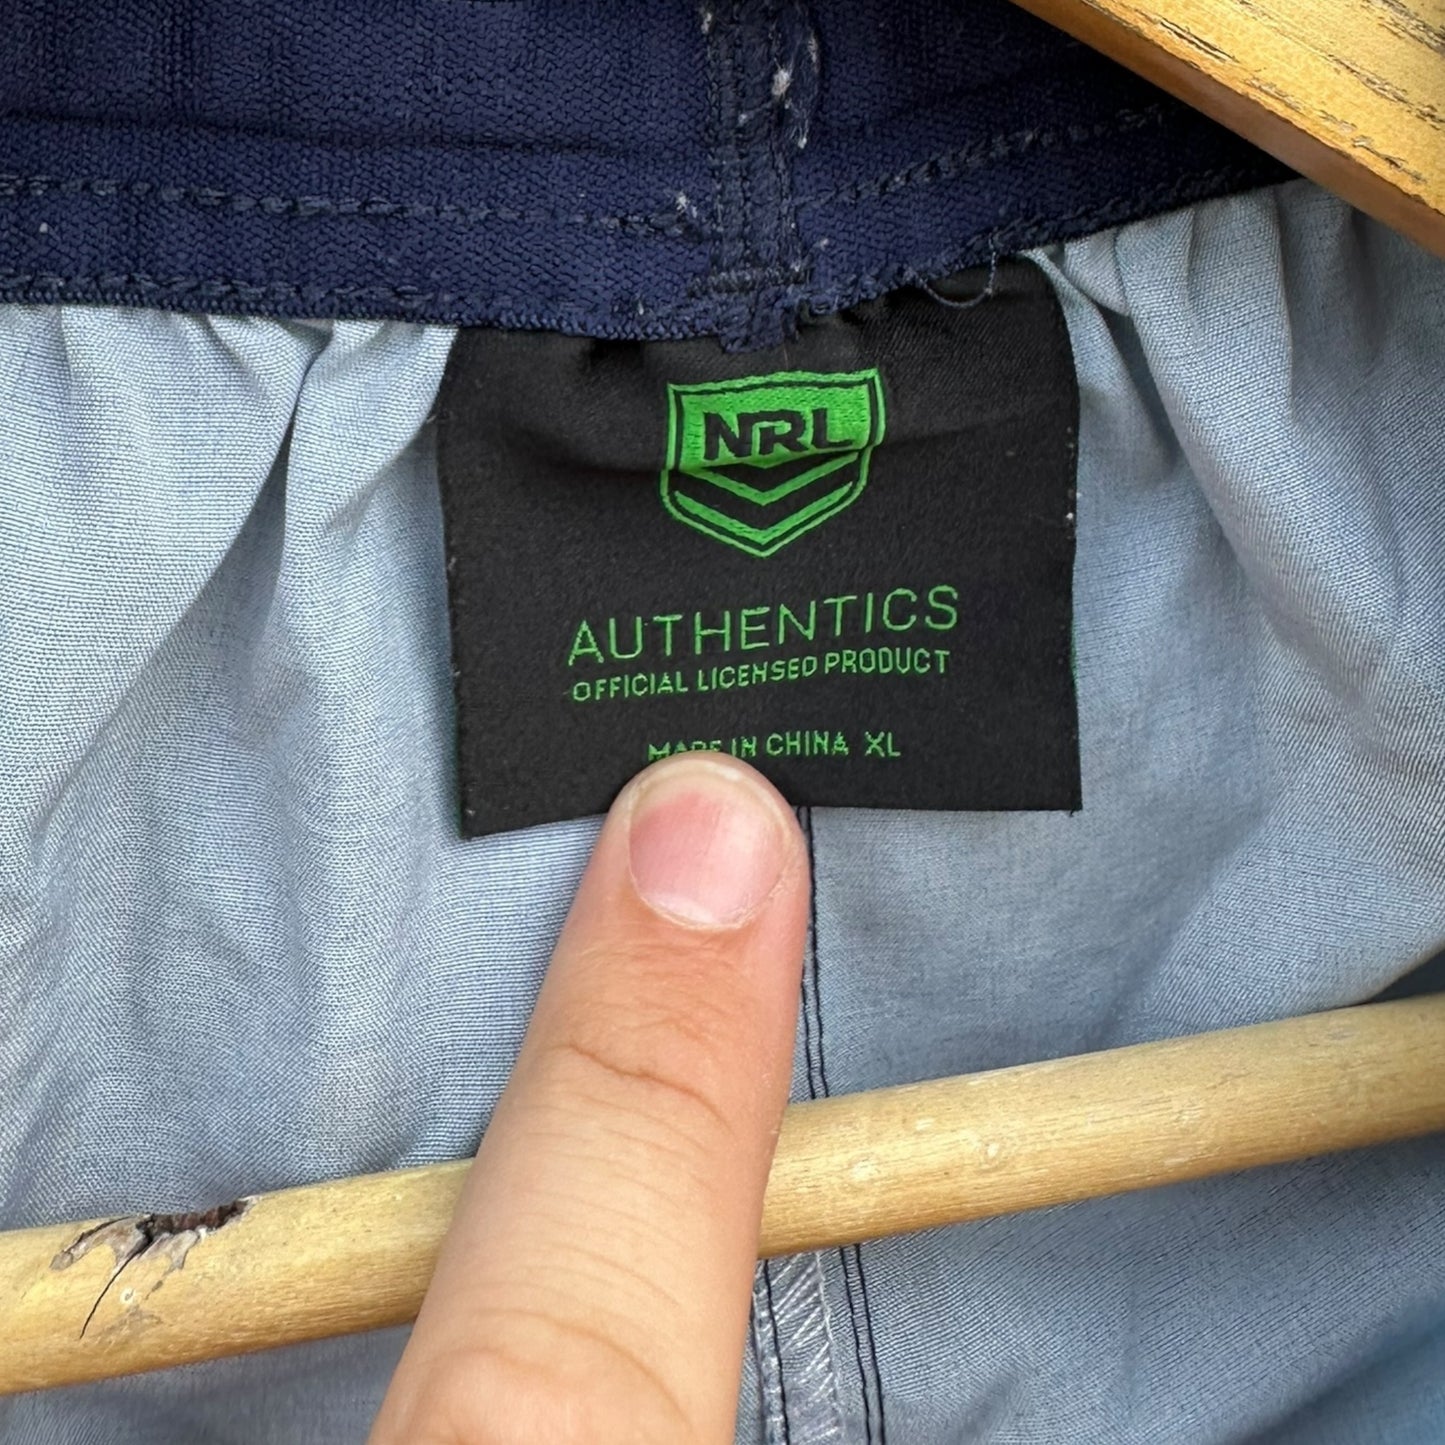 NRL
AUTHENTICS
OFFICIAL LICENSED PRODUCT
MADE IN CHINA XL